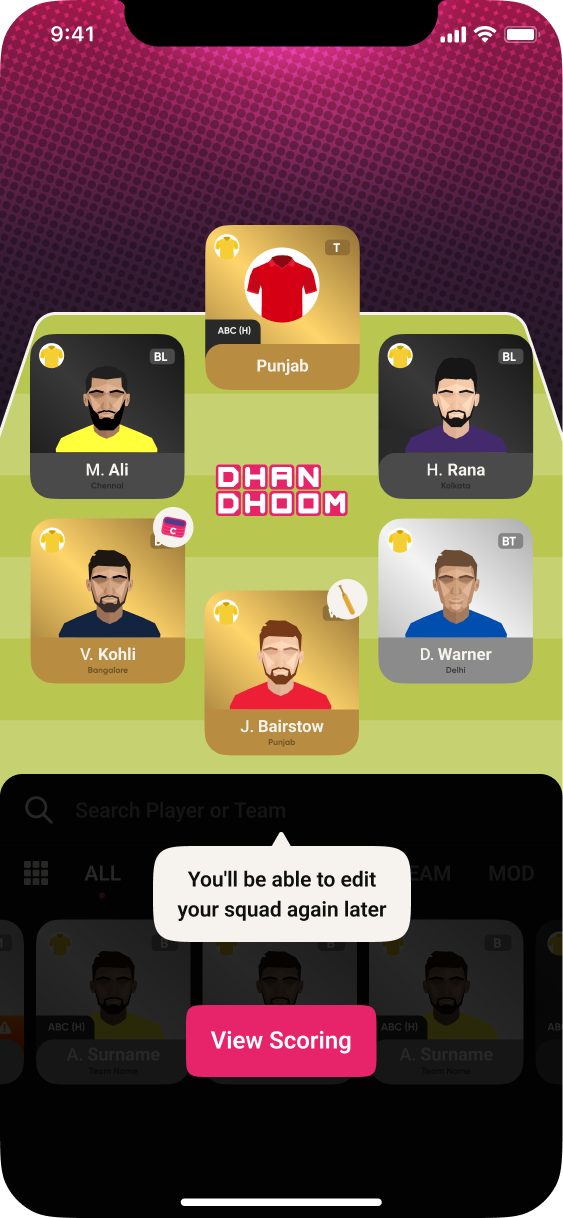 9:41
T
ABC (H)
Punjab
BL
M. Ali
Chennai
BL
H. Rana
Kolkata
DHAN
DHOOM
C
V. Kohli
Bangalore
BT
D. Warner
Delhi
J. Bairstow
Punjab
Search Player or Team
ALL
MOD
You'll be able to edit
your squad again later
B
ABC (H)
A. Surname
Team Name
B
B
ABC (H)
A. Surname
Team Name
View Scoring